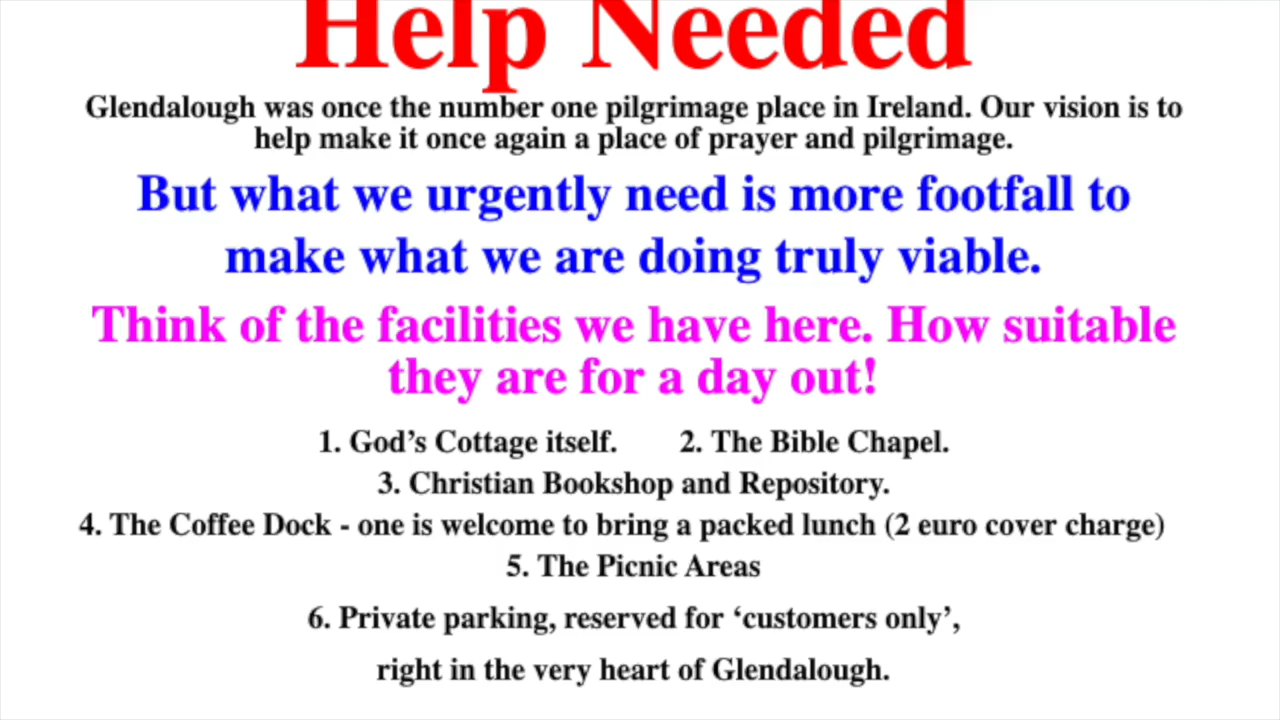 Help Needed
Glendalough was once the number one pilgrimage place in Ireland. Our vision is to
help make it once again a place of prayer and pilgrimage.
But what we urgently need is more footfall to
make what we are doing truly viable.
Think of the facilities we have here. How suitable
they are for a day out!
1. God’s Cottage itself. 2. The Bible Chapel.
3. Christian Bookshop and Repository.
4. The Coffee Dock - one is welcome to bring a packed lunch (2 euro cover charge)
5. The Picnic Areas
6. Private parking, reserved for ‘customers only’,
right in the very heart of Glendalough.